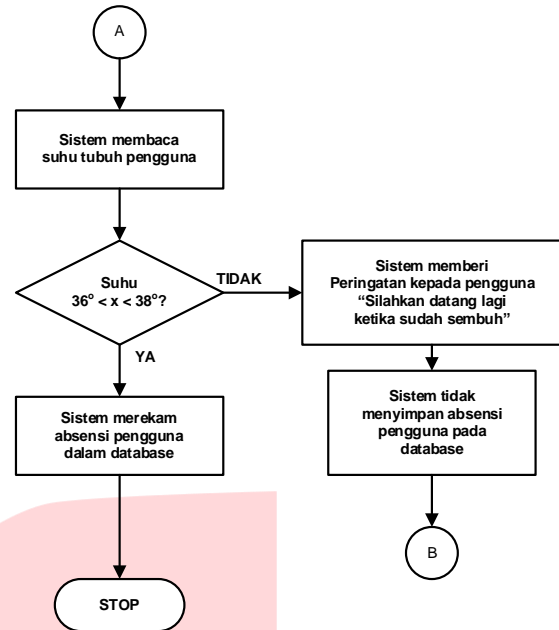 A
Sistem membaca
suhu tubuh pengguna
Suhu
36° < x < 38°?
TIDAK
YA
Sistem memberi
Peringatan kepada pengguna
“Silahkan datang lagi
ketika sudah sembuh”
Sistem merekam
absensi pengguna
dalam database
Sistem tidak
menyimpan absensi
pengguna pada
database
B
STOP